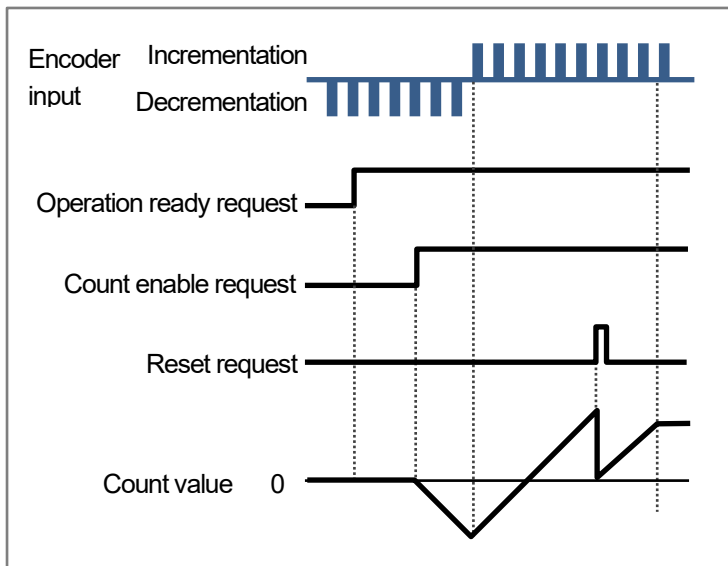 Encoder
input
Incrementation
Decrementation
Operation ready request
Count enable request
Reset request
Count value 0